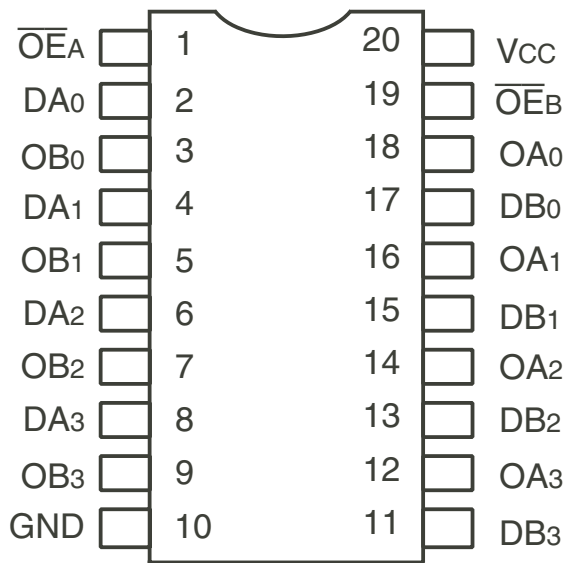 O̅E̅A 1 20 VCC
DA0 2 19 O̅E̅B
OB0 3 18 OA0
DA1 4 17 DB0
OB1 5 16 OA1
DA2 6 15 DB1
OB2 7 14 OA2
DA3 8 13 DB2
OB3 9 12 OA3
GND 10 11 DB3